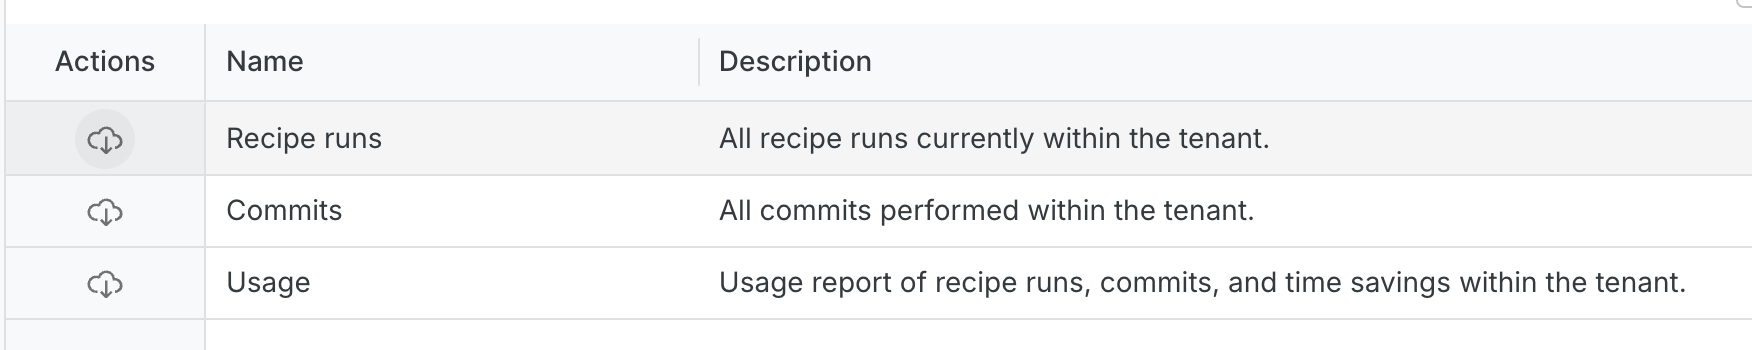 Actions Name Description
Recipe runs All recipe runs currently within the tenant.
Commits All commits performed within the tenant.
Usage Usage report of recipe runs, commits, and time savings within the tenant.